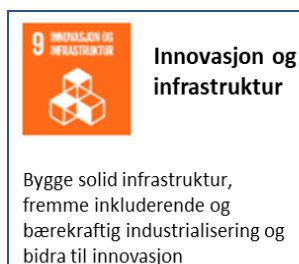 9 INNOVASJON OG
INFRASTRUKTUR
Innovasjon og
infrastruktur
Bygge solid infrastruktur,
fremme inkluderende og
bærekraftig industrialisering og
bidra til innovasjon